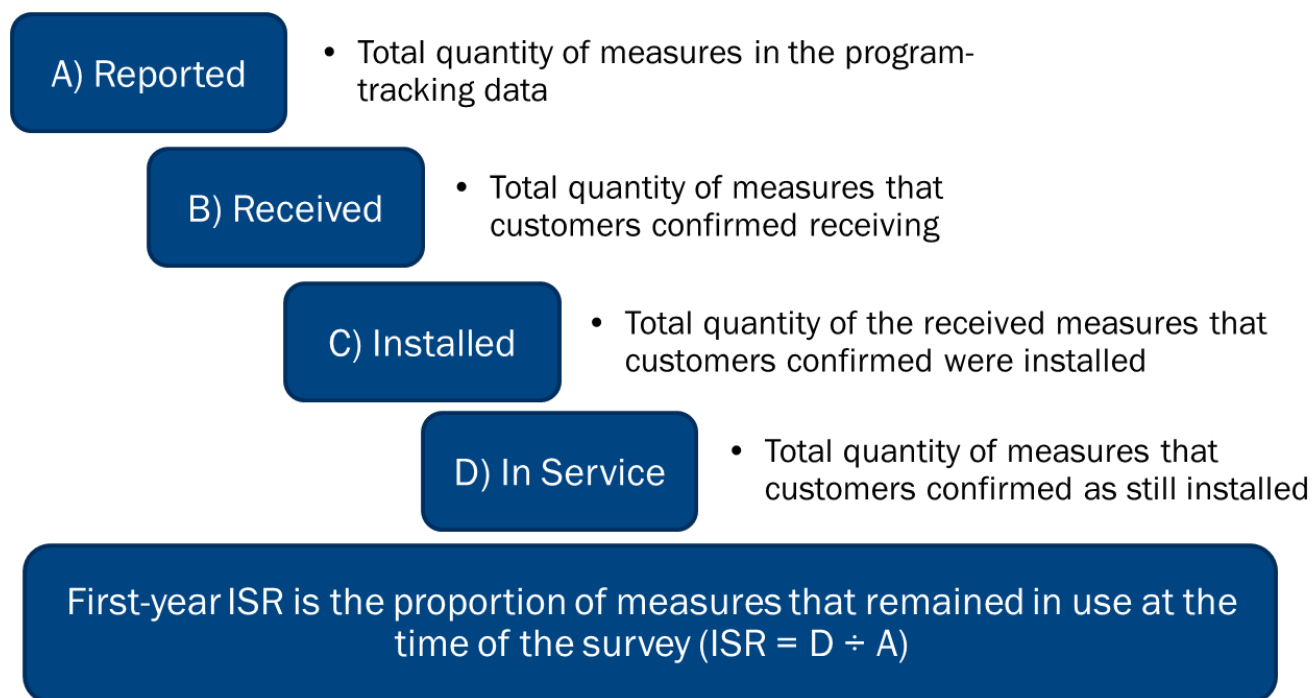 A) Reported
• Total quantity of measures in the program-
tracking data
B) Received
• Total quantity of measures that
customers confirmed receiving
C) Installed
• Total quantity of the received measures that
customers confirmed were installed
D) In Service
• Total quantity of measures that
customers confirmed as still installed
First-year ISR is the proportion of measures that remained in use at the
time of the survey (ISR = D ÷ A)